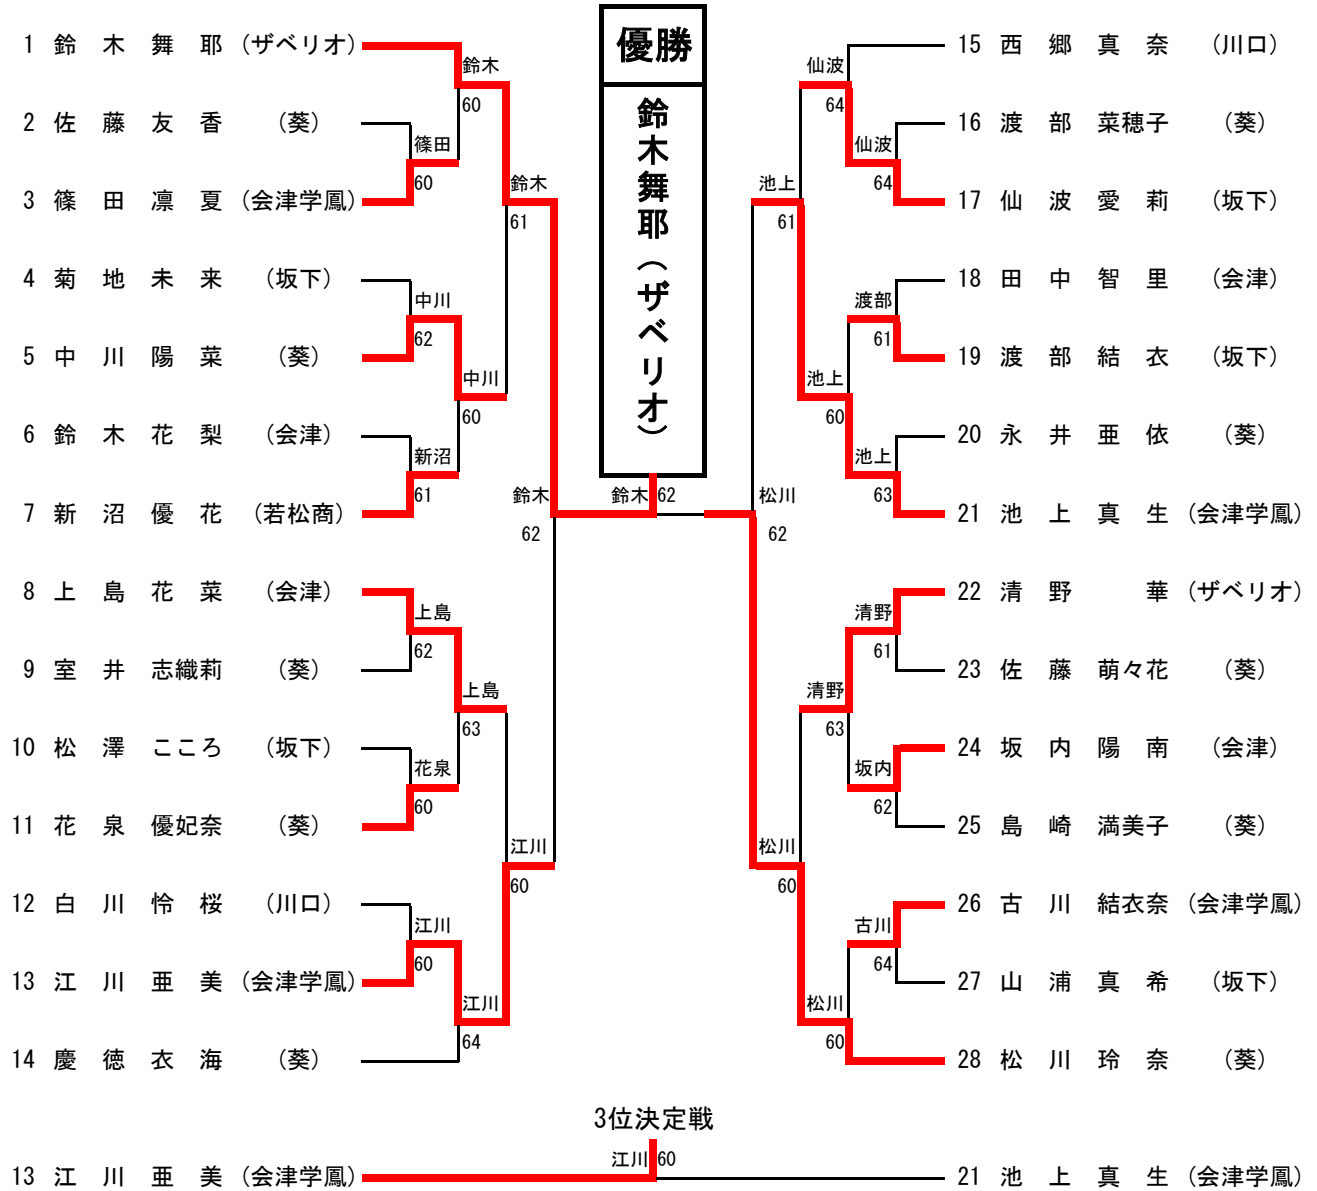 優勝
鈴木舞耶（ザベリオ）
1 鈴木舞耶（ザベリオ）
2 佐藤友香（葵）
3 篠田凛夏（会津学鳳）
4 菊地未来（坂下）
5 中川陽菜（葵）
6 鈴木花梨（会津）
7 新沼優花（若松商）
8 上島花菜（会津）
9 室井志織莉（葵）
10 松澤こころ（坂下）
11 花泉優妃奈（葵）
12 白川怜桜（川口）
13 江川亜美（会津学鳳）
14 慶徳衣海（葵）
篠田
60
中川
62
新沼
61
上島
62
花泉
60
江川
60
鈴木
60
中川
60
上島
63
江川
64
鈴木
61
江川
60
鈴木
62
鈴木 62
松川
62
池上
61
松川
60
仙波
64
池上
60
清野
63
松川
60
仙波
64
渡部
61
池上
63
清野
61
坂内
62
古川
64
15 西郷真奈（川口）
16 渡部菜穂子（葵）
17 仙波愛莉（坂下）
18 田中智里（会津）
19 渡部結衣（坂下）
20 永井亜依（葵）
21 池上真生（会津学鳳）
22 清野華（ザベリオ）
23 佐藤萌々花（葵）
24 坂内陽南（会津）
25 島崎満美子（葵）
26 古川結衣奈（会津学鳳）
27 山浦真希（坂下）
28 松川玲奈（葵）
3位決定戦
13 江川亜美（会津学鳳）
江川 60
21 池上真生（会津学鳳）